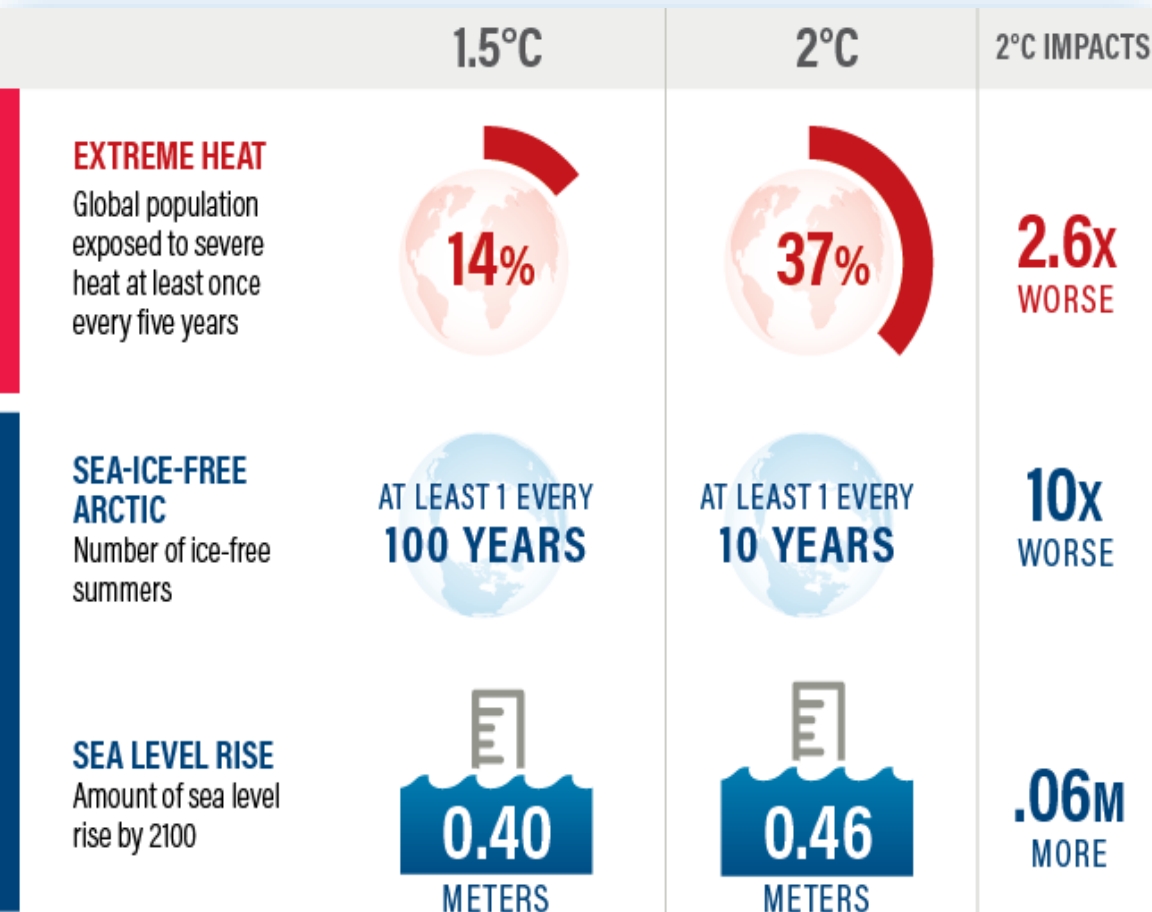 1.5°C
2°C
2°C IMPACTS
EXTREME HEAT
Global population
exposed to severe
heat at least once
every five years
14%
37%
2.6X
WORSE
SEA-ICE-FREE
ARCTIC
Number of ice-free
summers
AT LEAST 1 EVERY
100 YEARS
AT LEAST 1 EVERY
10 YEARS
10X
WORSE
SEA LEVEL RISE
Amount of sea level
rise by 2100
0.40
METERS
0.46
METERS
.06M
MORE